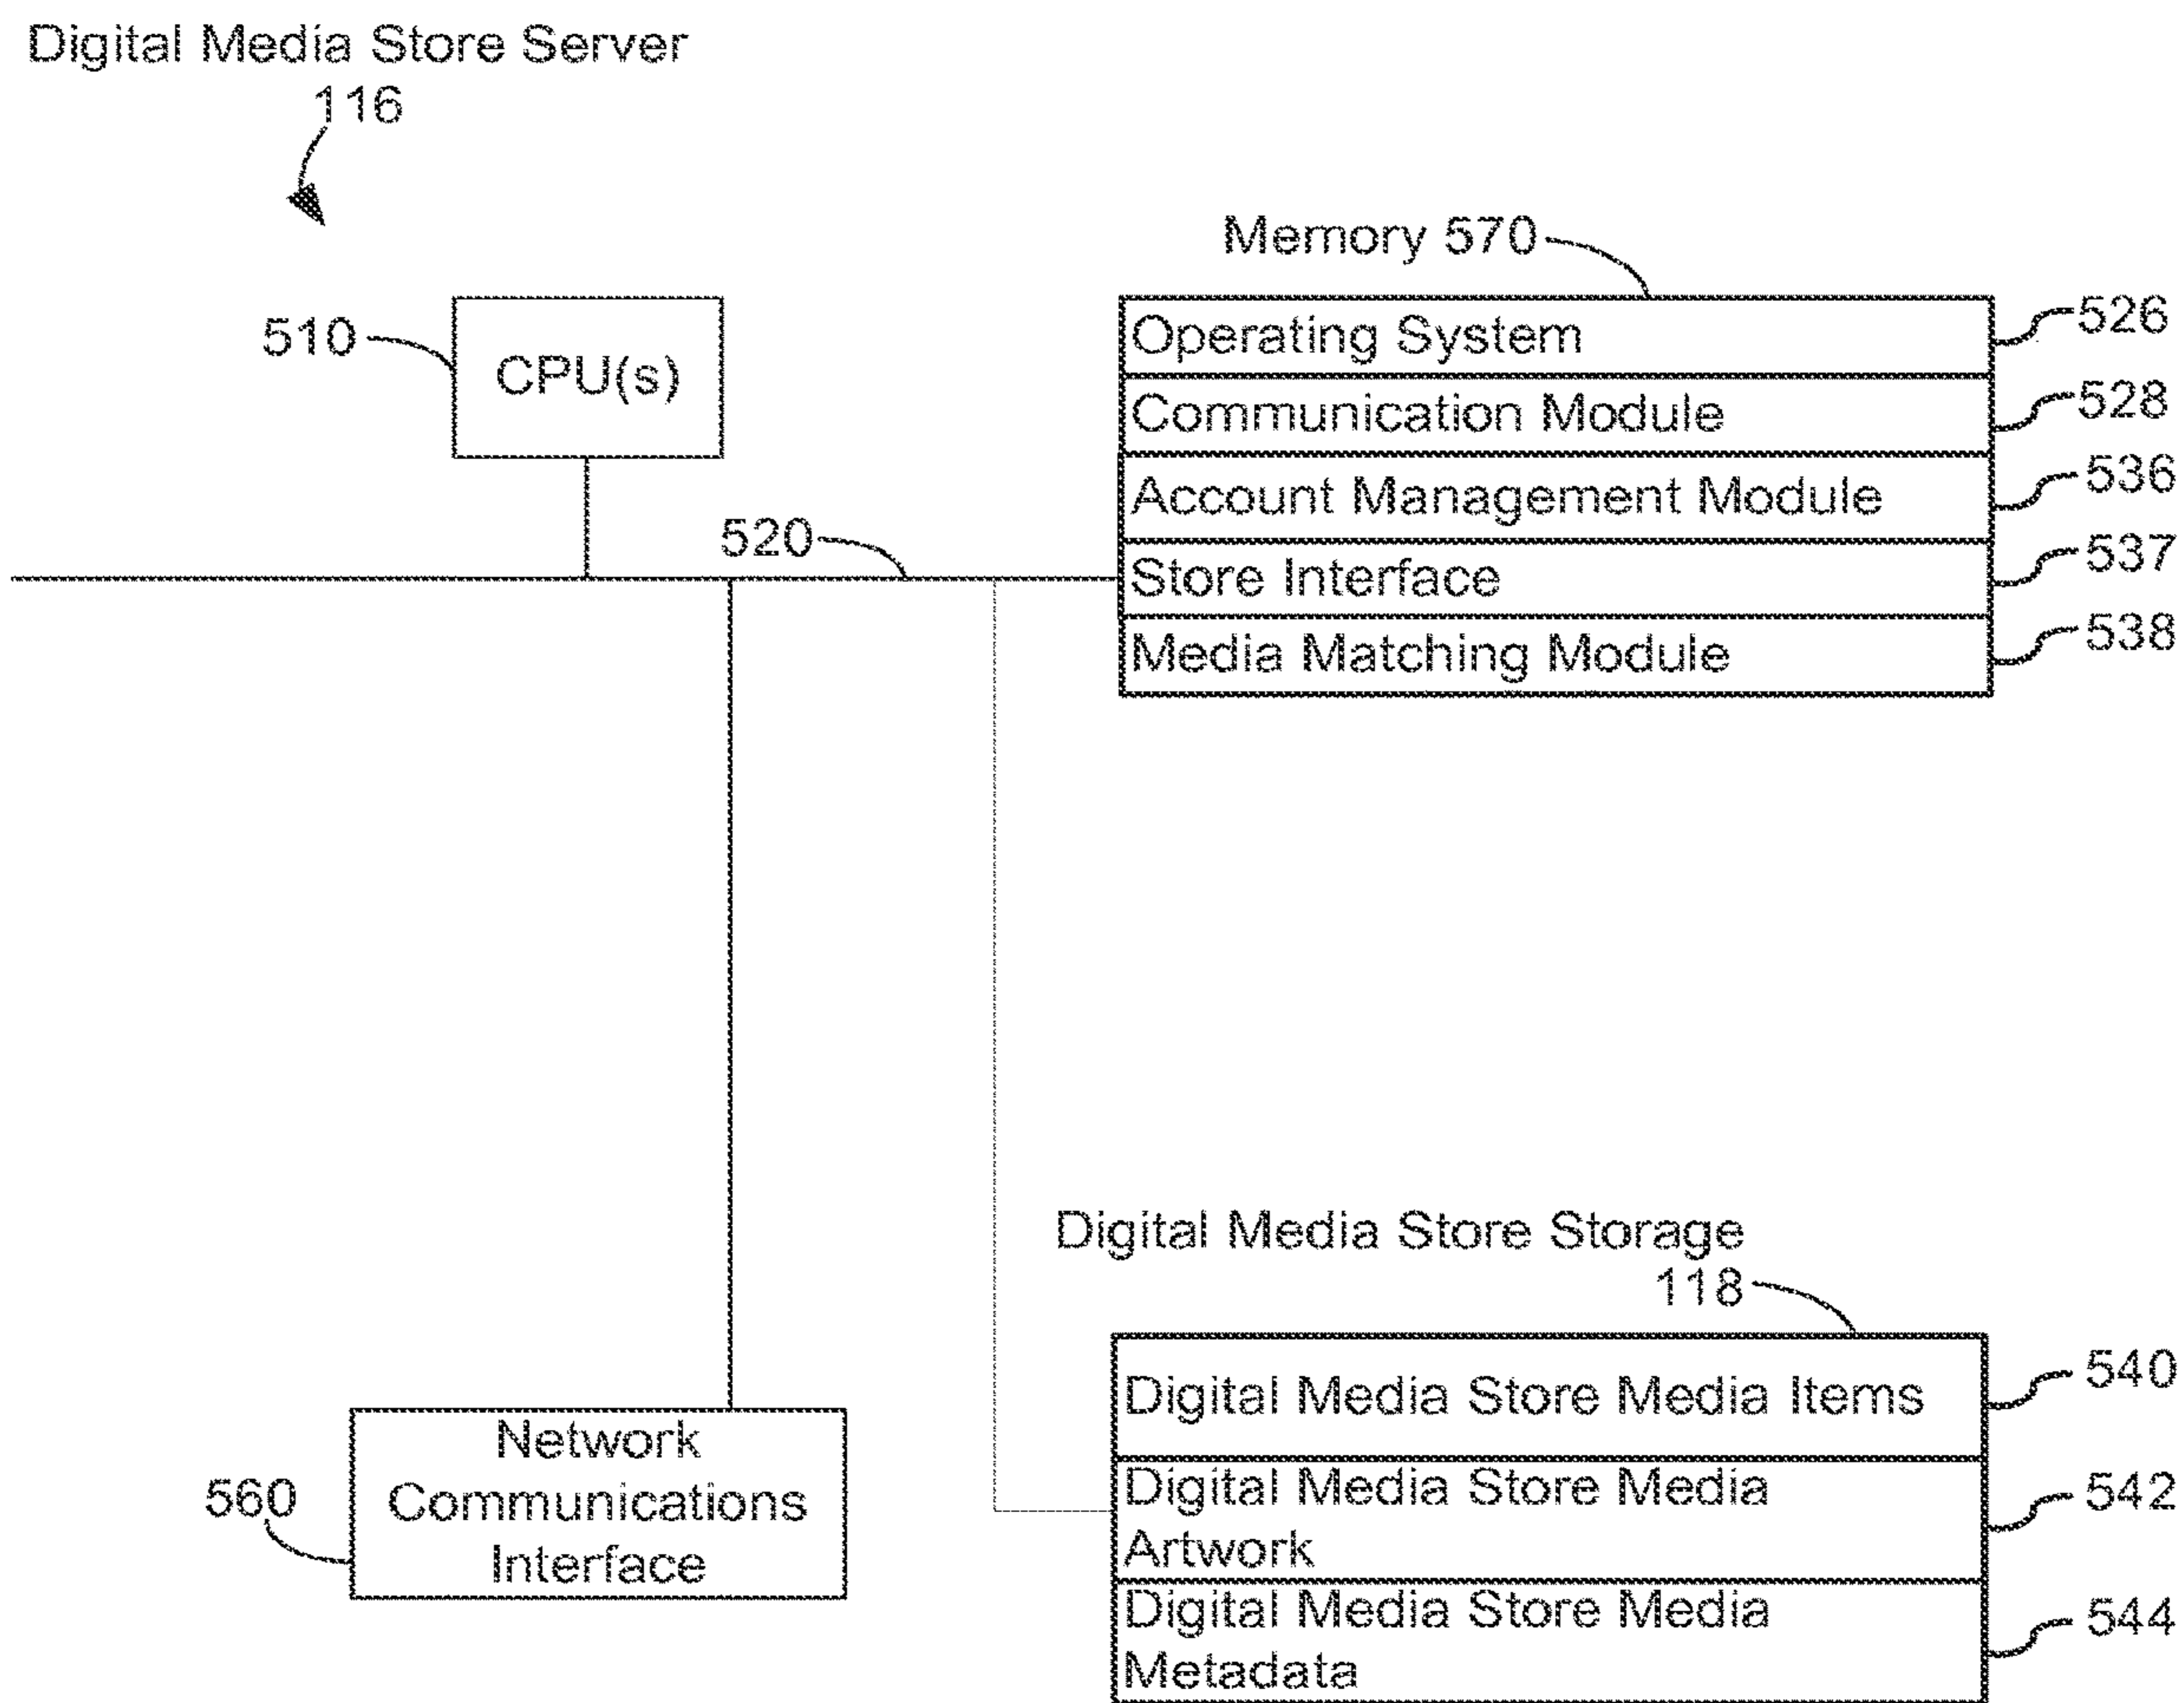 Digital Media Store Server
116
Memory 570
510
CPU(s)
520
Operating System
526
Communication Module
528
Account Management Module
536
Store Interface
537
Media Matching Module
538
Digital Media Store Storage
118
Digital Media Store Media Items
540
Digital Media Store Media
Artwork
542
Digital Media Store Media
Metadata
544
560
Network
Communications
Interface